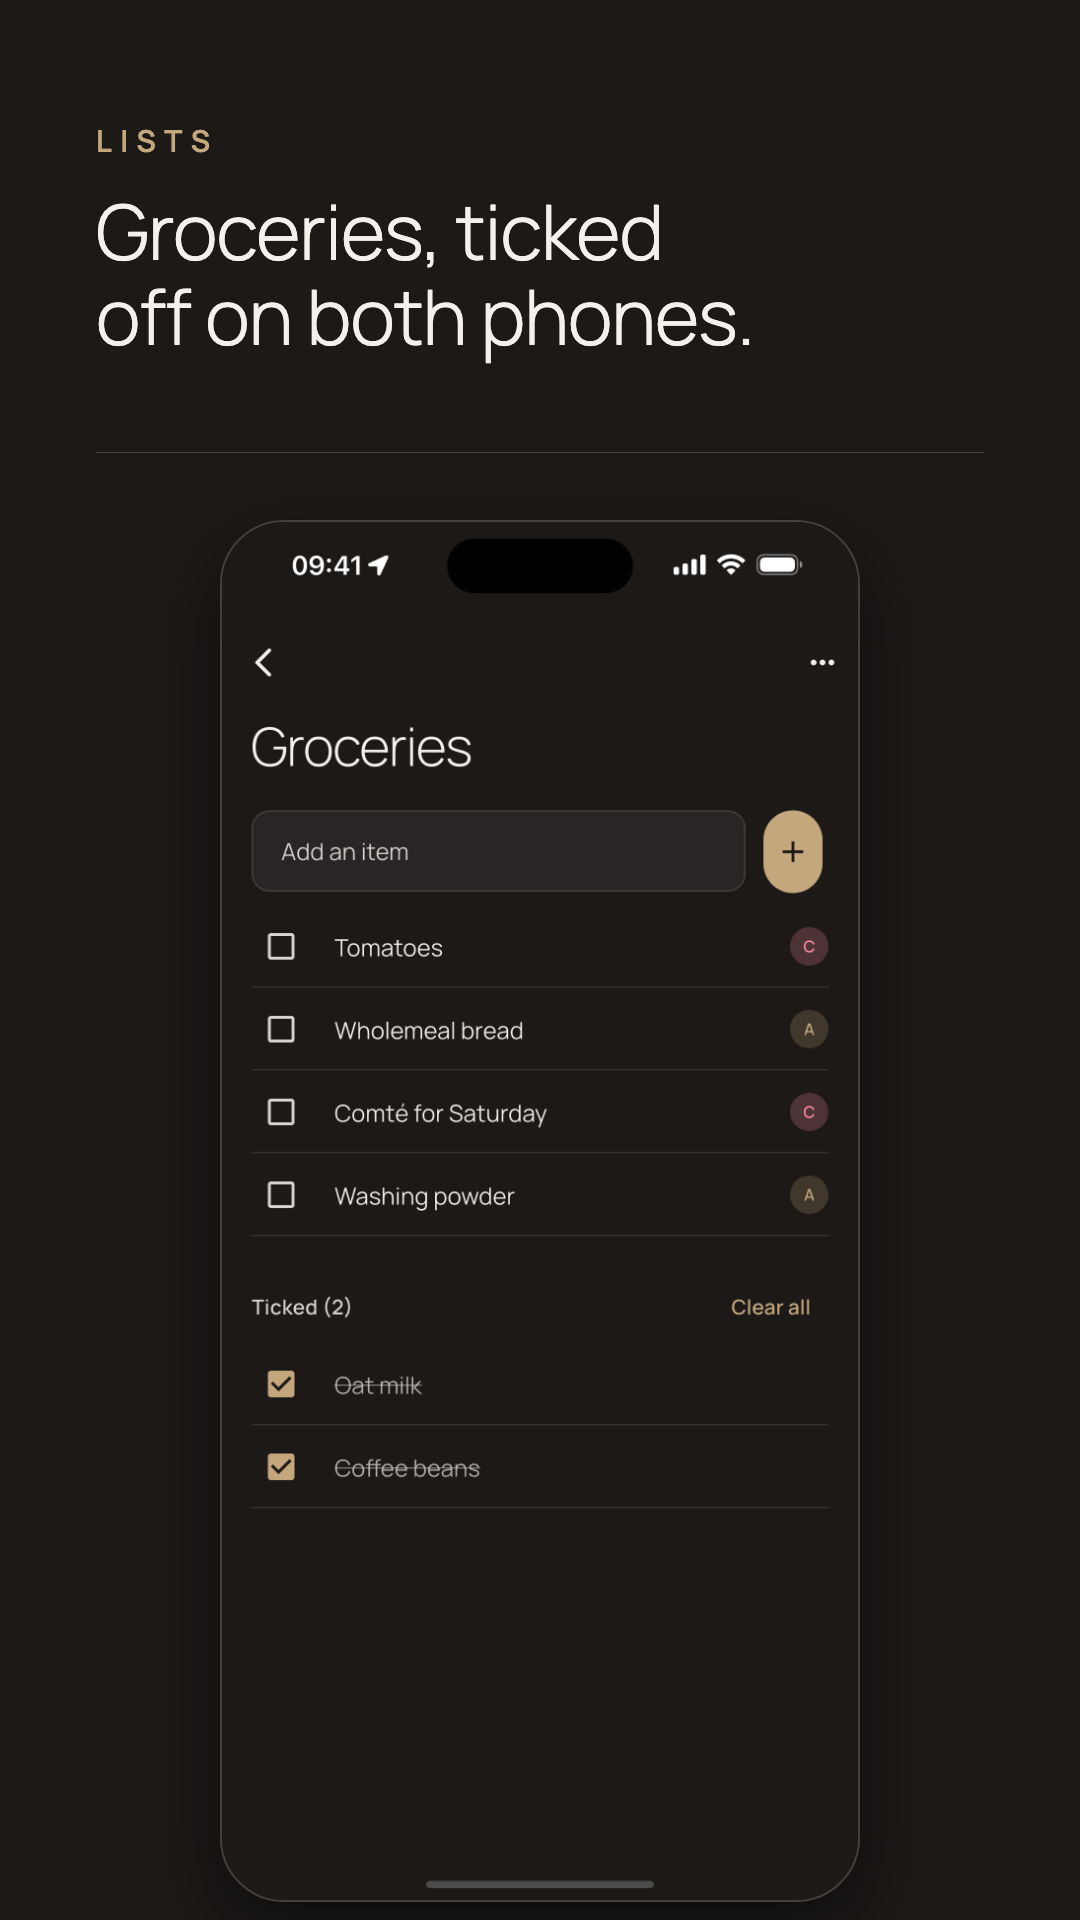 LISTS
Groceries, ticked
off on both phones.
09:41
Groceries
Add an item
Tomatoes C
Wholemeal bread A
Comté for Saturday C
Washing powder A
Ticked (2) Clear all
Oat milk
Coffee beans